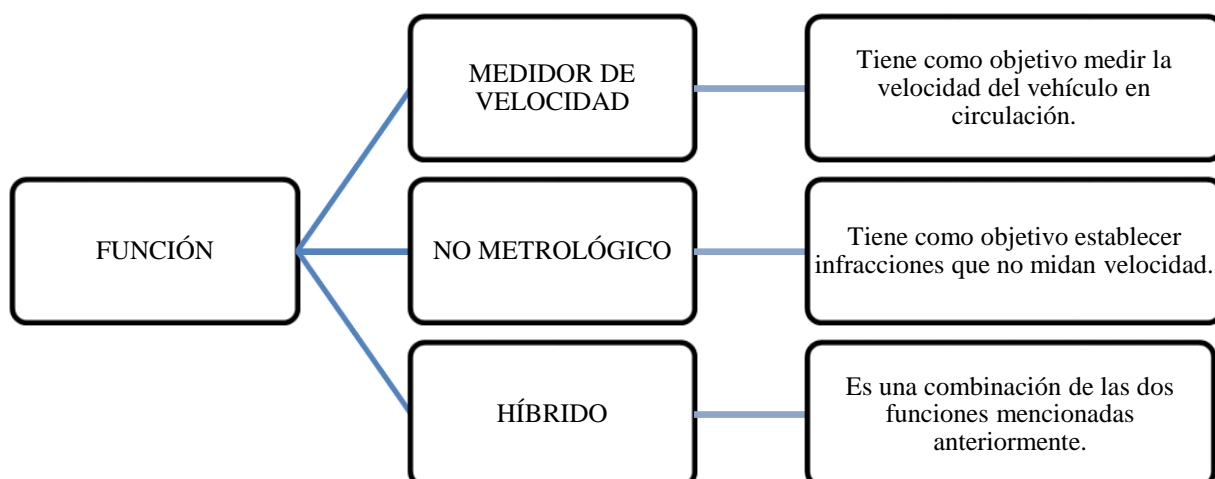 FUNCIÓN
MEDIDOR DE
VELOCIDAD
Tiene como objetivo medir la
velocidad del vehículo en
circulación.
NO METROLÓGICO
Tiene como objetivo establecer
infracciones que no midan velocidad.
HÍBRIDO
Es una combinación de las dos
funciones mencionadas
anteriormente.